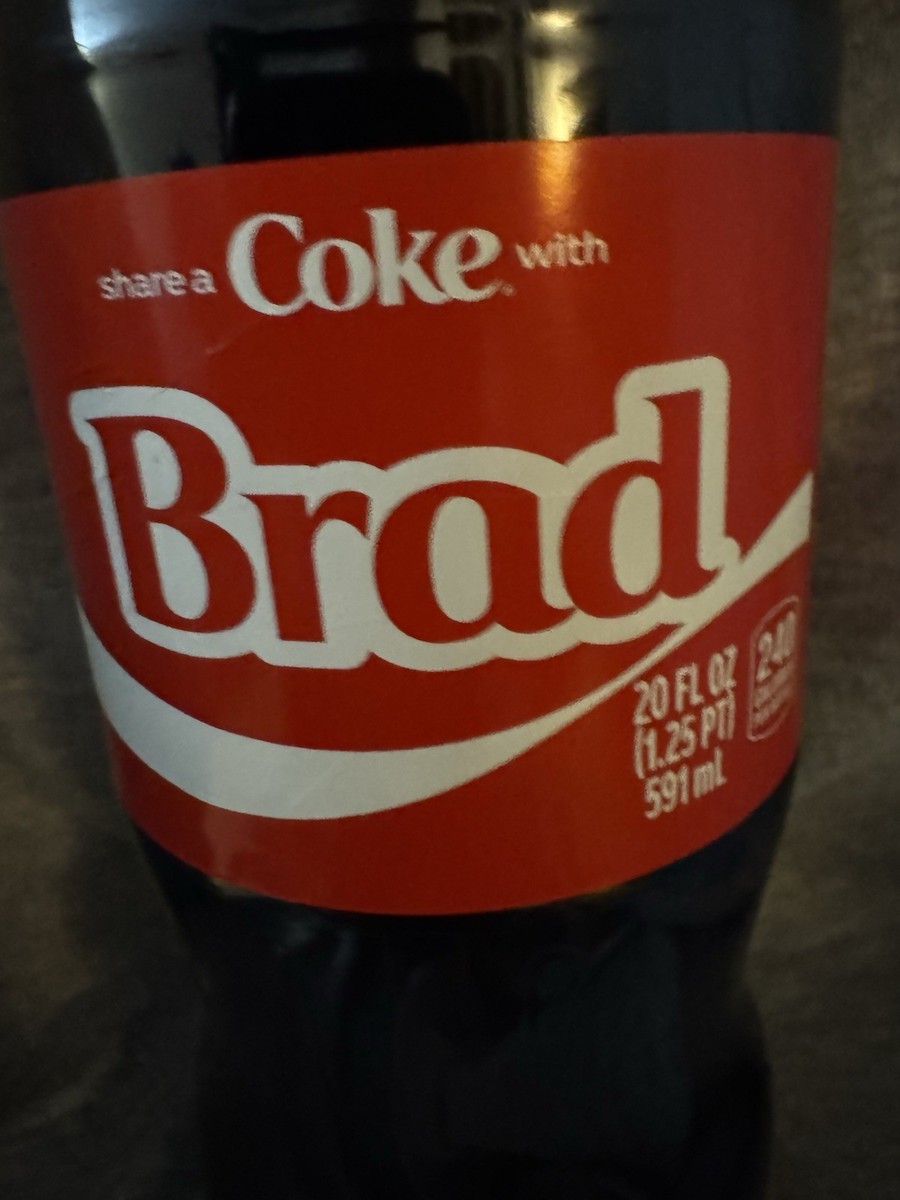 share a Coke with
Brad
20 FL OZ
(1.25 PT)
591 mL
240